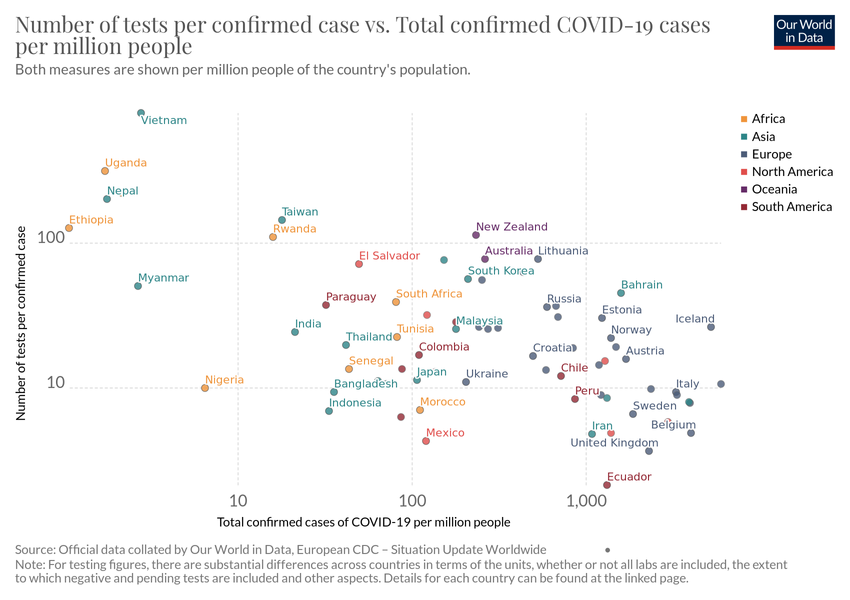 Number of tests per confirmed case vs. Total confirmed COVID-19 cases
per million people
Our World
in Data
Both measures are shown per million people of the country's population.
Vietnam
Africa
Asia
Europe
North America
Oceania
South America
Uganda
Nepal
Ethiopia
Taiwan
Rwanda
New Zealand
100
El Salvador
Australia
Lithuania
South Korea
Myanmar
Bahrain
Paraguay
South Africa
Russia
Estonia
Iceland
India
Malaysia
Tunisia
Thailand
Norway
Colombia
Croatia
Austria
Senegal
Chile
Japan
Ukraine
Nigeria
10
Bangladesh
Italy
Peru
Indonesia
Morocco
Sweden
Mexico
Iran
Belgium
United Kingdom
Ecuador
Number of tests per confirmed case
10
100
1,000
Total confirmed cases of COVID-19 per million people
Source: Official data collated by Our World in Data, European CDC – Situation Update Worldwide
Note: For testing figures, there are substantial differences across countries in terms of the units, whether or not all labs are included, the extent
to which negative and pending tests are included and other aspects. Details for each country can be found at the linked page.